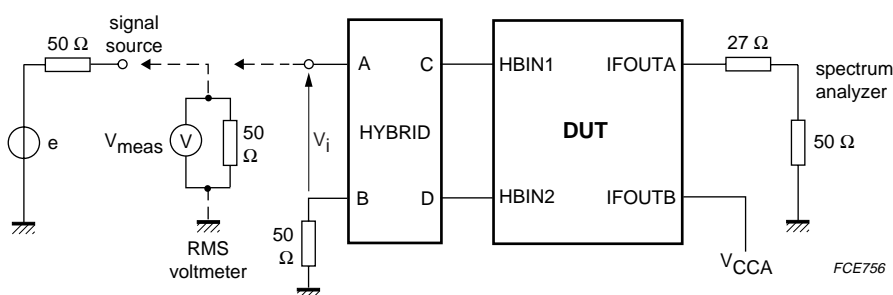 50 Ω
signal
source
e
Vmeas
V
50
Ω
RMS
voltmeter
Vi
50
Ω
A
C
HYBRID
B
D
HBIN1
IFOUTA
DUT
HBIN2
IFOUTB
27 Ω
spectrum
analyzer
50 Ω
VCCA
FCE756